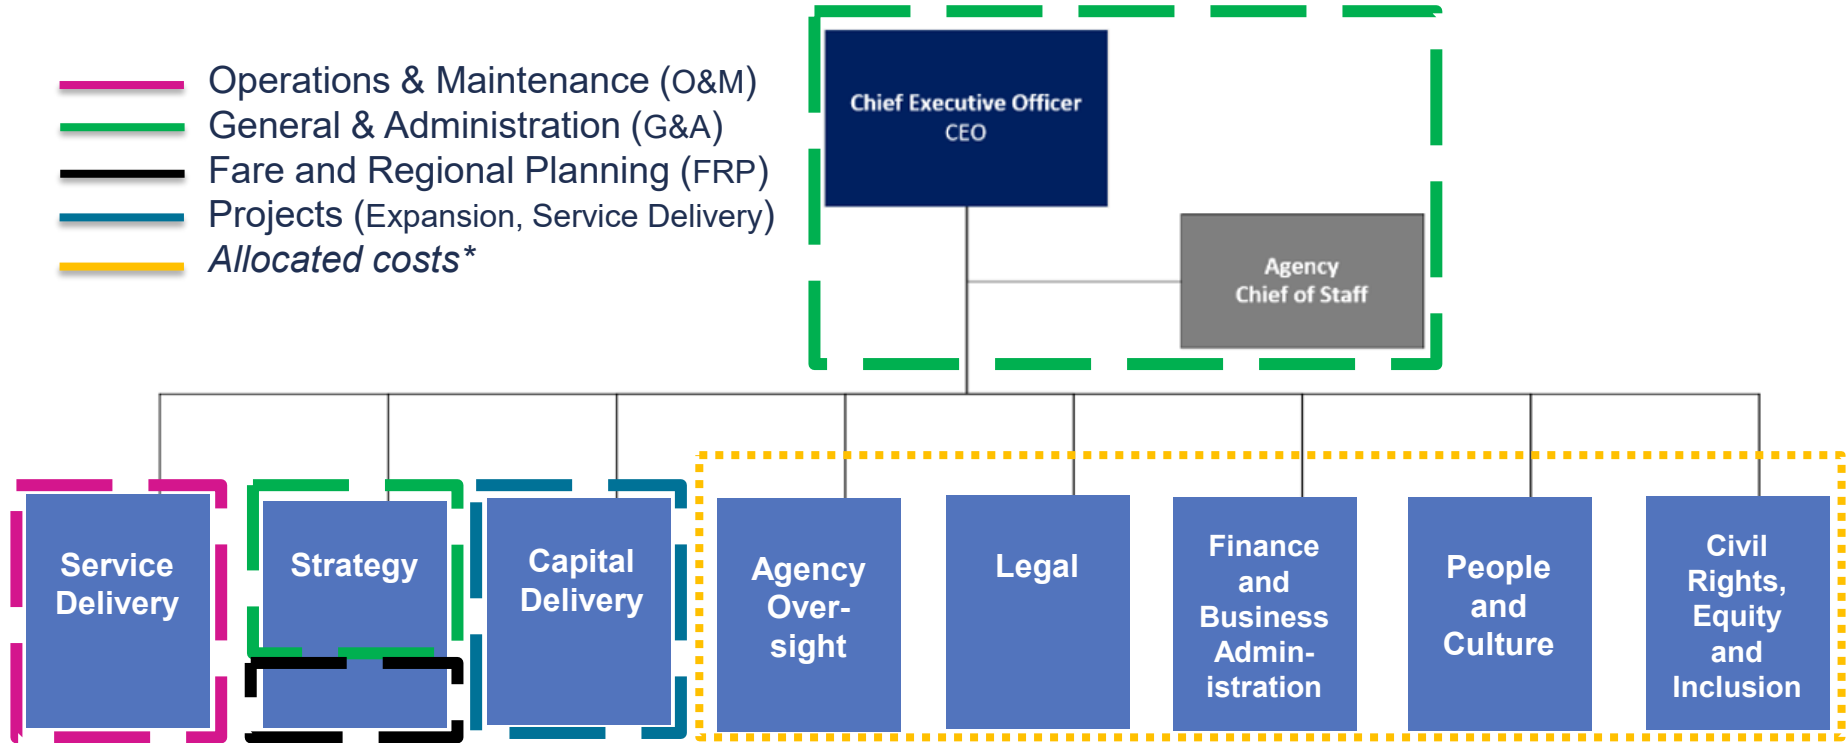 Operations & Maintenance (O&M)
General & Administration (G&A)
Fare and Regional Planning (FRP)
Projects (Expansion, Service Delivery)
Allocated costs*
Chief Executive Officer
CEO
Agency
Chief of Staff
Service
Delivery
Strategy
Capital
Delivery
Agency
Over-
sight
Legal
Finance
and
Business
Admin-
istration
People
and
Culture
Civil
Rights,
Equity
and
Inclusion